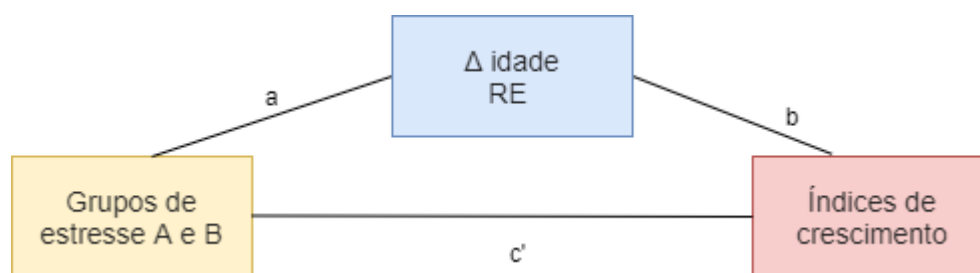 Δ idade
RE
a
b
Grupos de
estresse A e B
Índices de
crescimento
c'